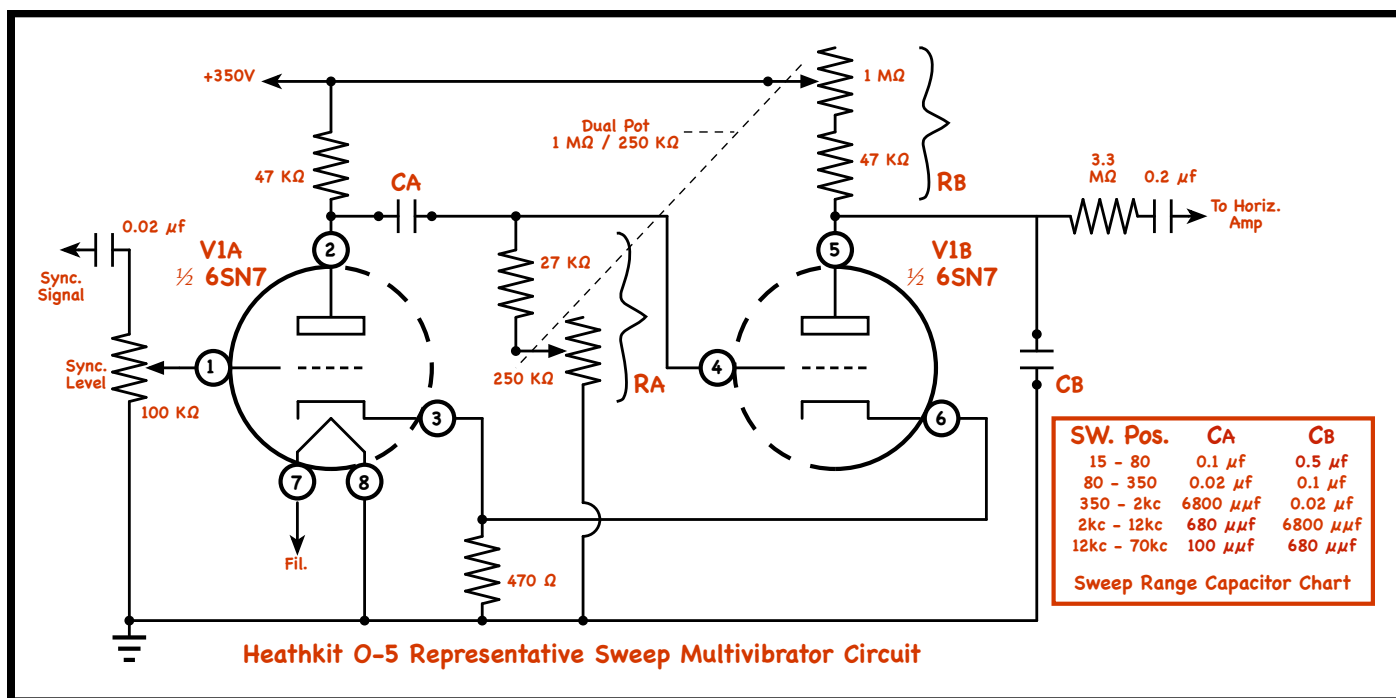 +350V
1 MΩ
Dual Pot
1 MΩ / 250 KΩ
47 KΩ
47 KΩ
3.3
MΩ
0.2 µf
CA
RB
0.02 µf
V1A
½ 6SN7
To Horiz.
Amp
2
5
V1B
½ 6SN7
27 KΩ
Sync.
Signal
Sync.
Level
1
4
250 KΩ
RA
CB
100 KΩ
3
6
7
8
SW. Pos. CA CB
15 - 80 0.1 µf 0.5 µf
80 - 350 0.02 µf 0.1 µf
350 - 2kc 6800 µµf 0.02 µf
2kc - 12kc 680 µµf 6800 µµf
12kc - 70kc 100 µµf 680 µµf
Sweep Range Capacitor Chart
Fil.
470 Ω
Heathkit O-5 Representative Sweep Multivibrator Circuit